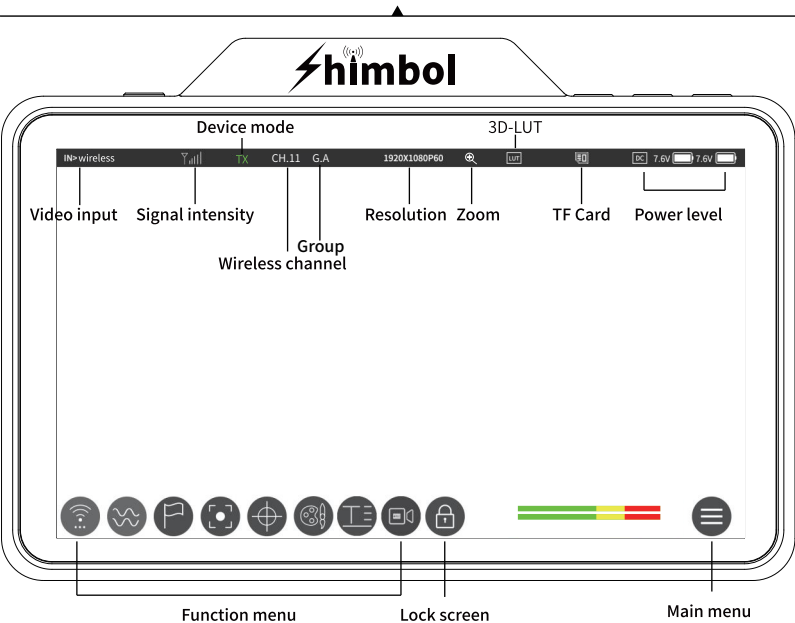 Shimbol
Device mode
3D-LUT
IN>wireless
TX
CH.11
G.A
1920X1080P60
LUT
DC
7.6V
7.6V
Video input
Signal intensity
Resolution
Zoom
TF Card
Power level
Group
Wireless channel
Function menu
Lock screen
Main menu